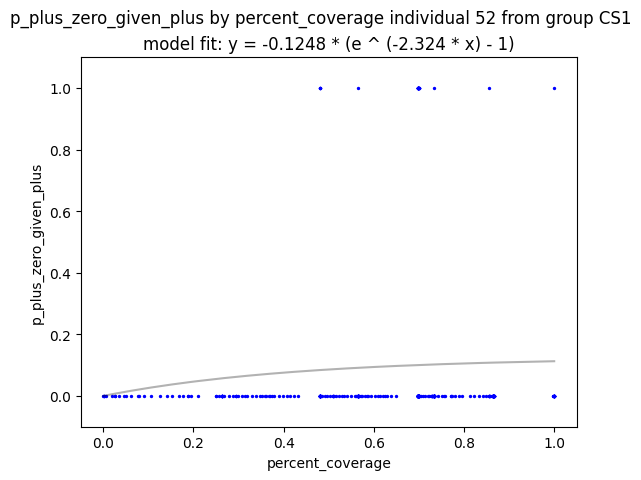 p_plus_zero_given_plus by percent_coverage individual 52 from group CS1
model fit: y = -0.1248 * (e ^ (-2.324 * x) - 1)
1.0
0.8
0.6
0.4
0.2
0.0
p_plus_zero_given_plus
0.0 0.2 0.4 0.6 0.8 1.0
percent_coverage